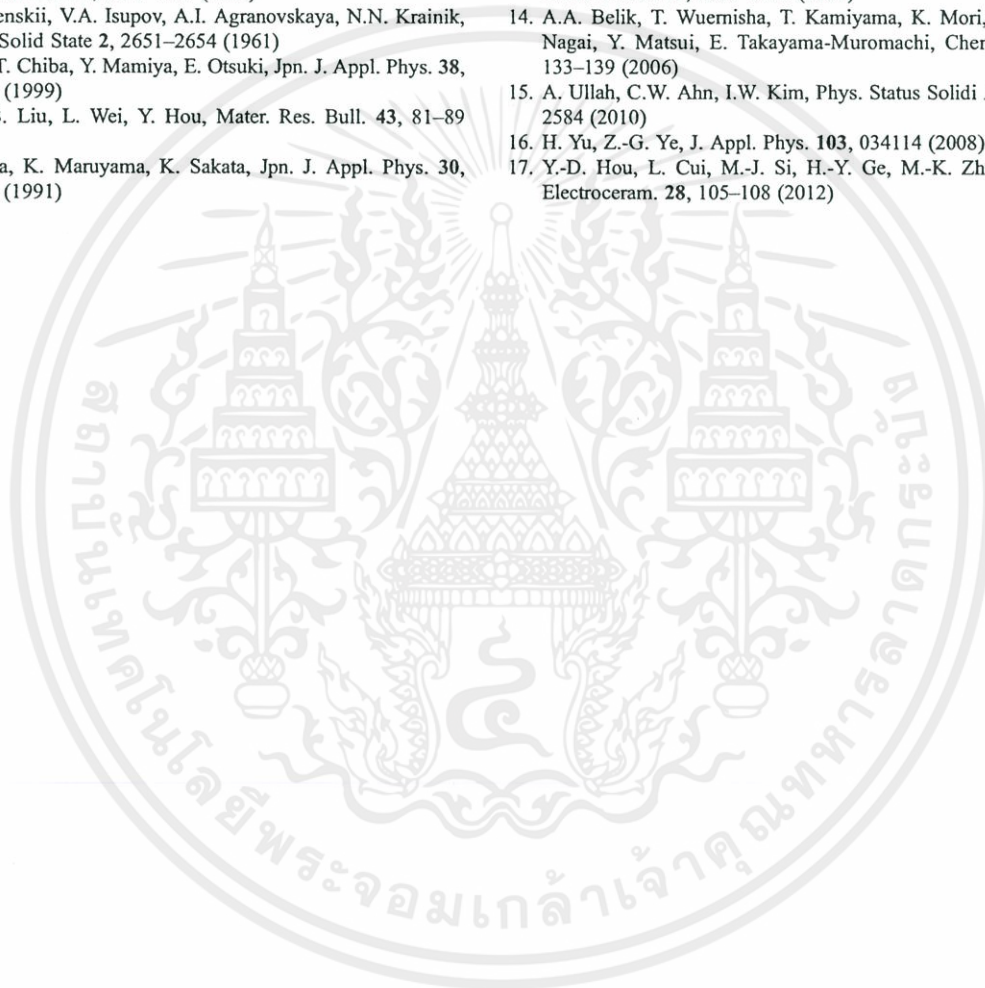 enskii, V.A. Isupov, A.I. Agranovskaya, N.N. Krainik,
Solid State 2, 2651–2654 (1961)
T. Chiba, Y. Mamiya, E. Otsuki, Jpn. J. Appl. Phys. 38,
(1999)
. Liu, L. Wei, Y. Hou, Mater. Res. Bull. 43, 81–89
a, K. Maruyama, K. Sakata, Jpn. J. Appl. Phys. 30,
(1991)
14. A.A. Belik, T. Wuernisha, T. Kamiyama, K. Mori,
Nagai, Y. Matsui, E. Takayama-Muromachi, Cher
133–139 (2006)
15. A. Ullah, C.W. Ahn, I.W. Kim, Phys. Status Solidi
2584 (2010)
16. H. Yu, Z.-G. Ye, J. Appl. Phys. 103, 034114 (2008)
17. Y.-D. Hou, L. Cui, M.-J. Si, H.-Y. Ge, M.-K. Zh
Electroceram. 28, 105–108 (2012)
สถาบันเทคโนโลยีพระจอมเกล้าเจ้าคุณทหารลาดกระบัง